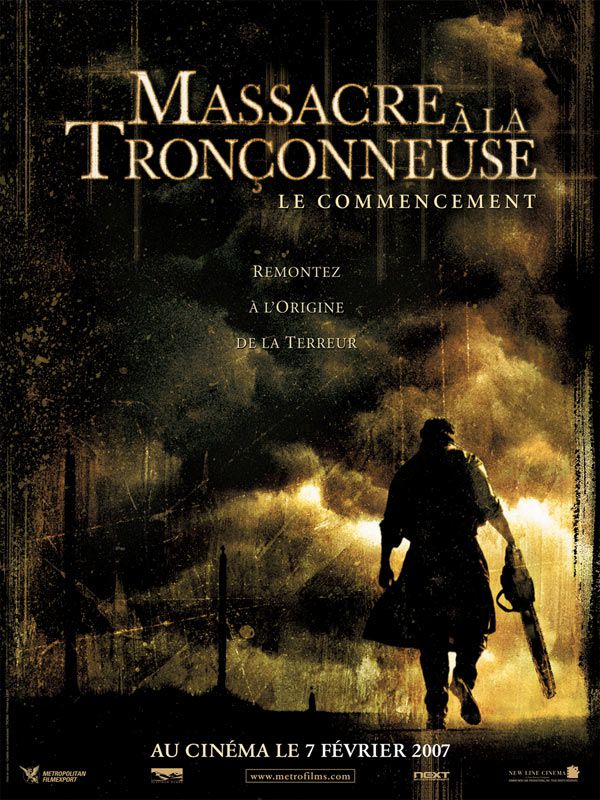 MASSACRE À LA
TRONÇONNEUSE
LE COMMENCEMENT
REMONTEZ
À L'ORIGINE
DE LA TERREUR
AU CINÉMA LE 7 FÉVRIER 2007
METROPOLITAN
FILMEXPORT
www.metrofilms.com
NEXT
NEW LINE CINEMA